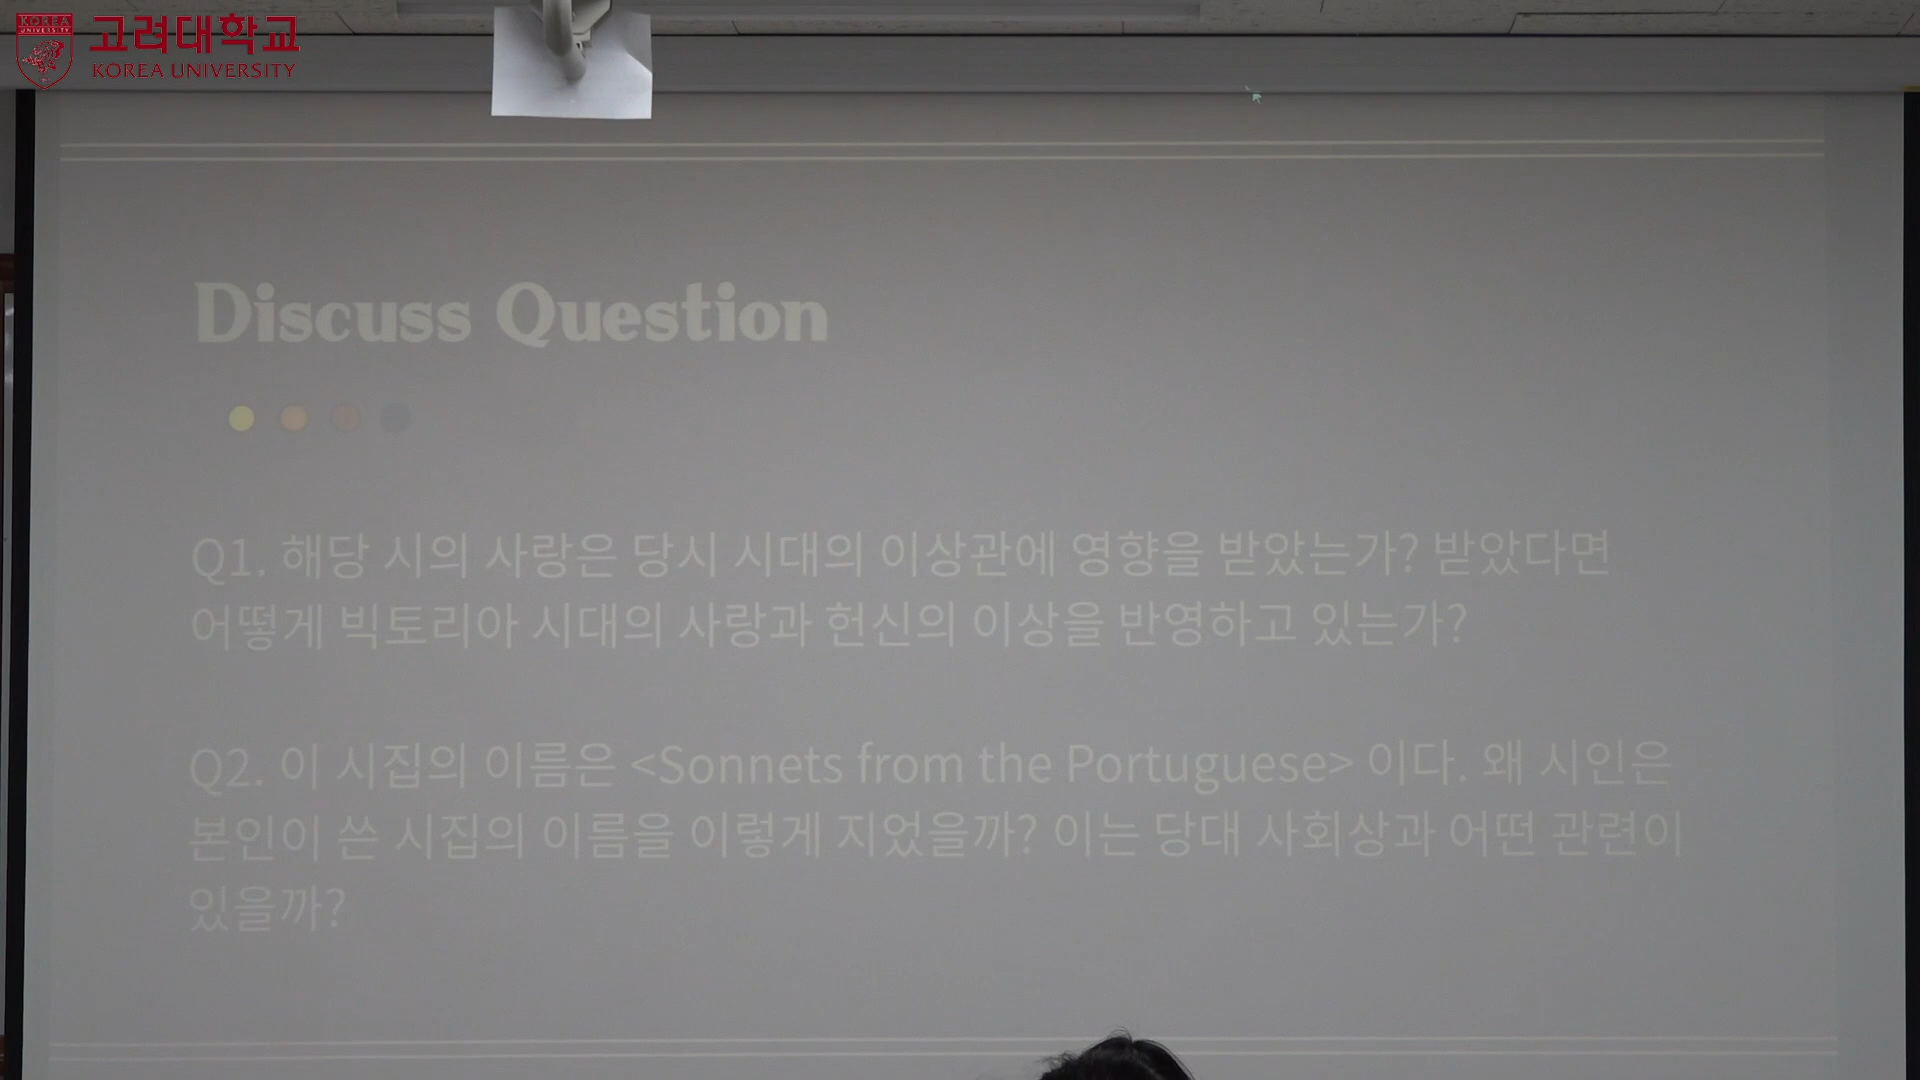 KOREA
UNIVERSITY
고려대학교
KOREA UNIVERSITY
Discuss Question
Q1. 해당 시의 사랑은 당시 시대의 이상관에 영향을 받았는가? 받았다면
어떻게 빅토리아 시대의 사랑과 헌신의 이상을 반영하고 있는가?
Q2. 이 시집의 이름은 <Sonnets from the Portuguese> 이다. 왜 시인은
본인이 쓴 시집의 이름을 이렇게 지었을까? 이는 당대 사회상과 어떤 관련이
있을까?